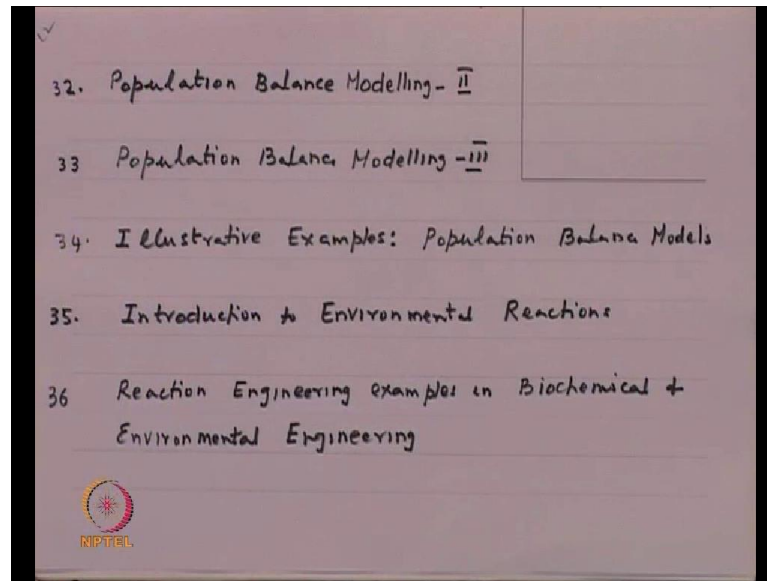 32. Population Balance Modelling - II
33 Population Balance Modelling - III
34. Illustrative Examples: Population Balance Models
35. Introduction to Environmental Reactions
36 Reaction Engineering examples in Biochemical &
Environmental Engineering
NPTEL